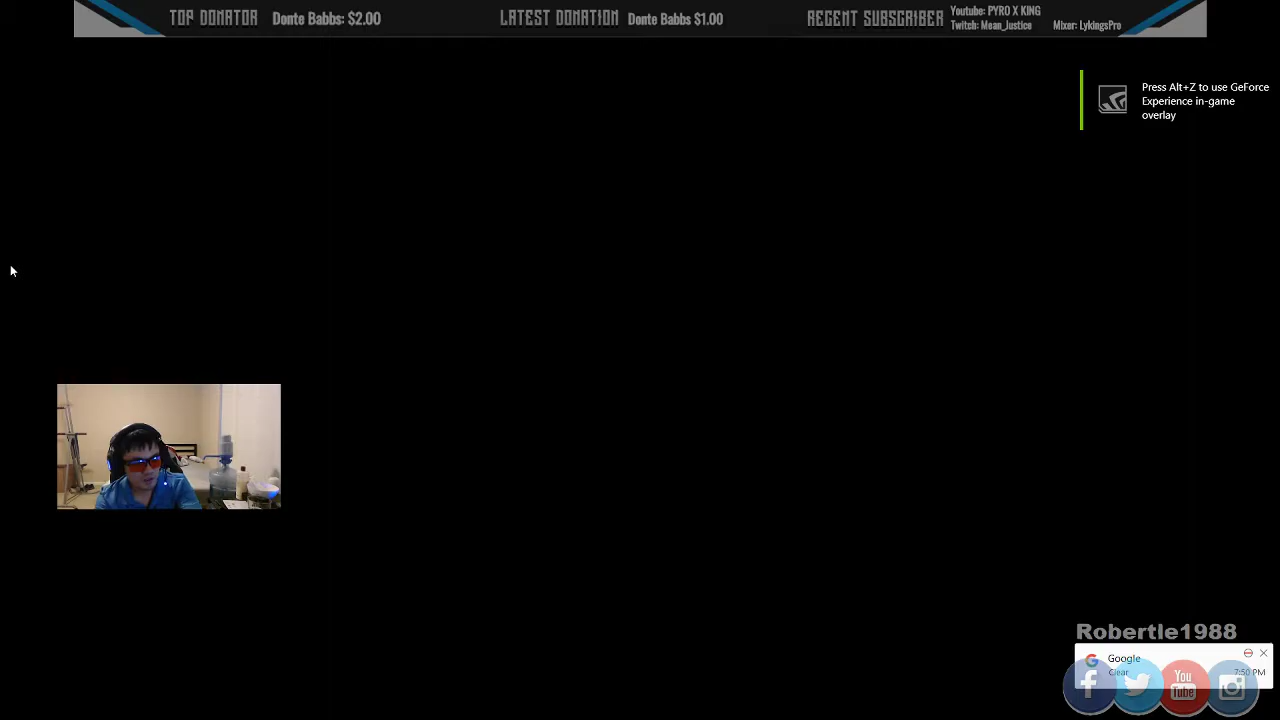 TOP DONATOR Donte Babbs: $2.00 LATEST DONATION Donte Babbs $1.00 RECENT SUBSCRIBER
Youtube: PYRO X KING
Twitch: Mean_Justice Mixer: LykingsPro
Press Alt+Z to use GeForce
Experience in-game
overlay
Robertle1988
Google
Clear 7:50 PM
You
Tube